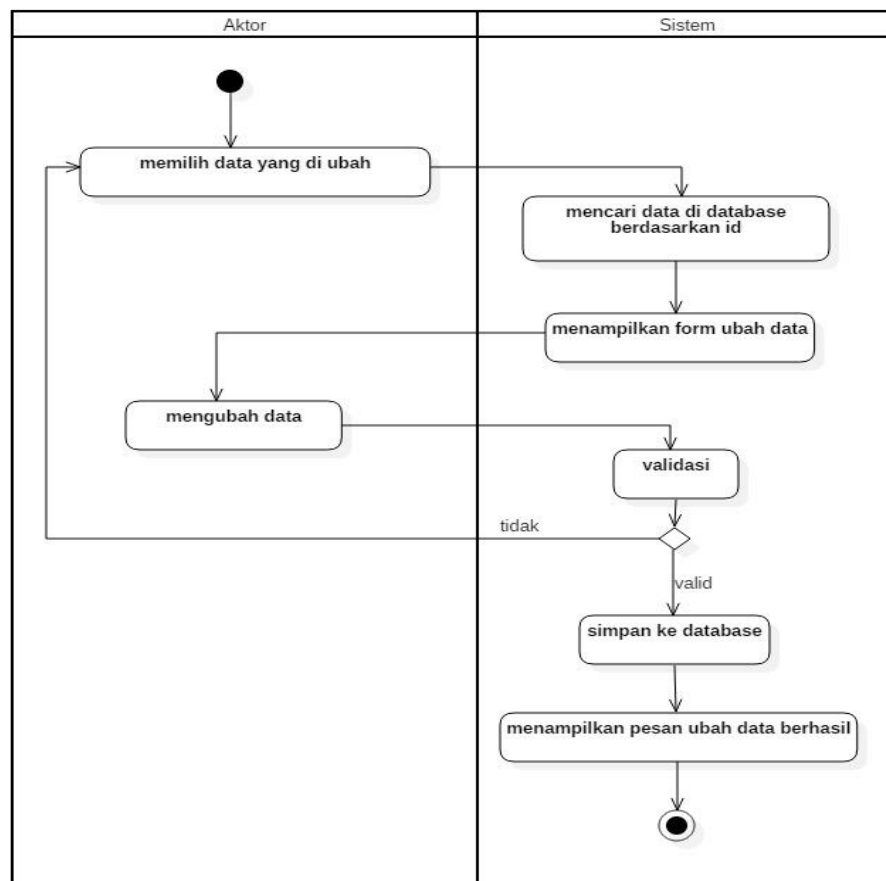 Aktor
Sistem
memilih data yang di ubah
mencari data di database
berdasarkan id
menampilkan form ubah data
mengubah data
validasi
tidak
valid
simpan ke database
menampilkan pesan ubah data berhasil